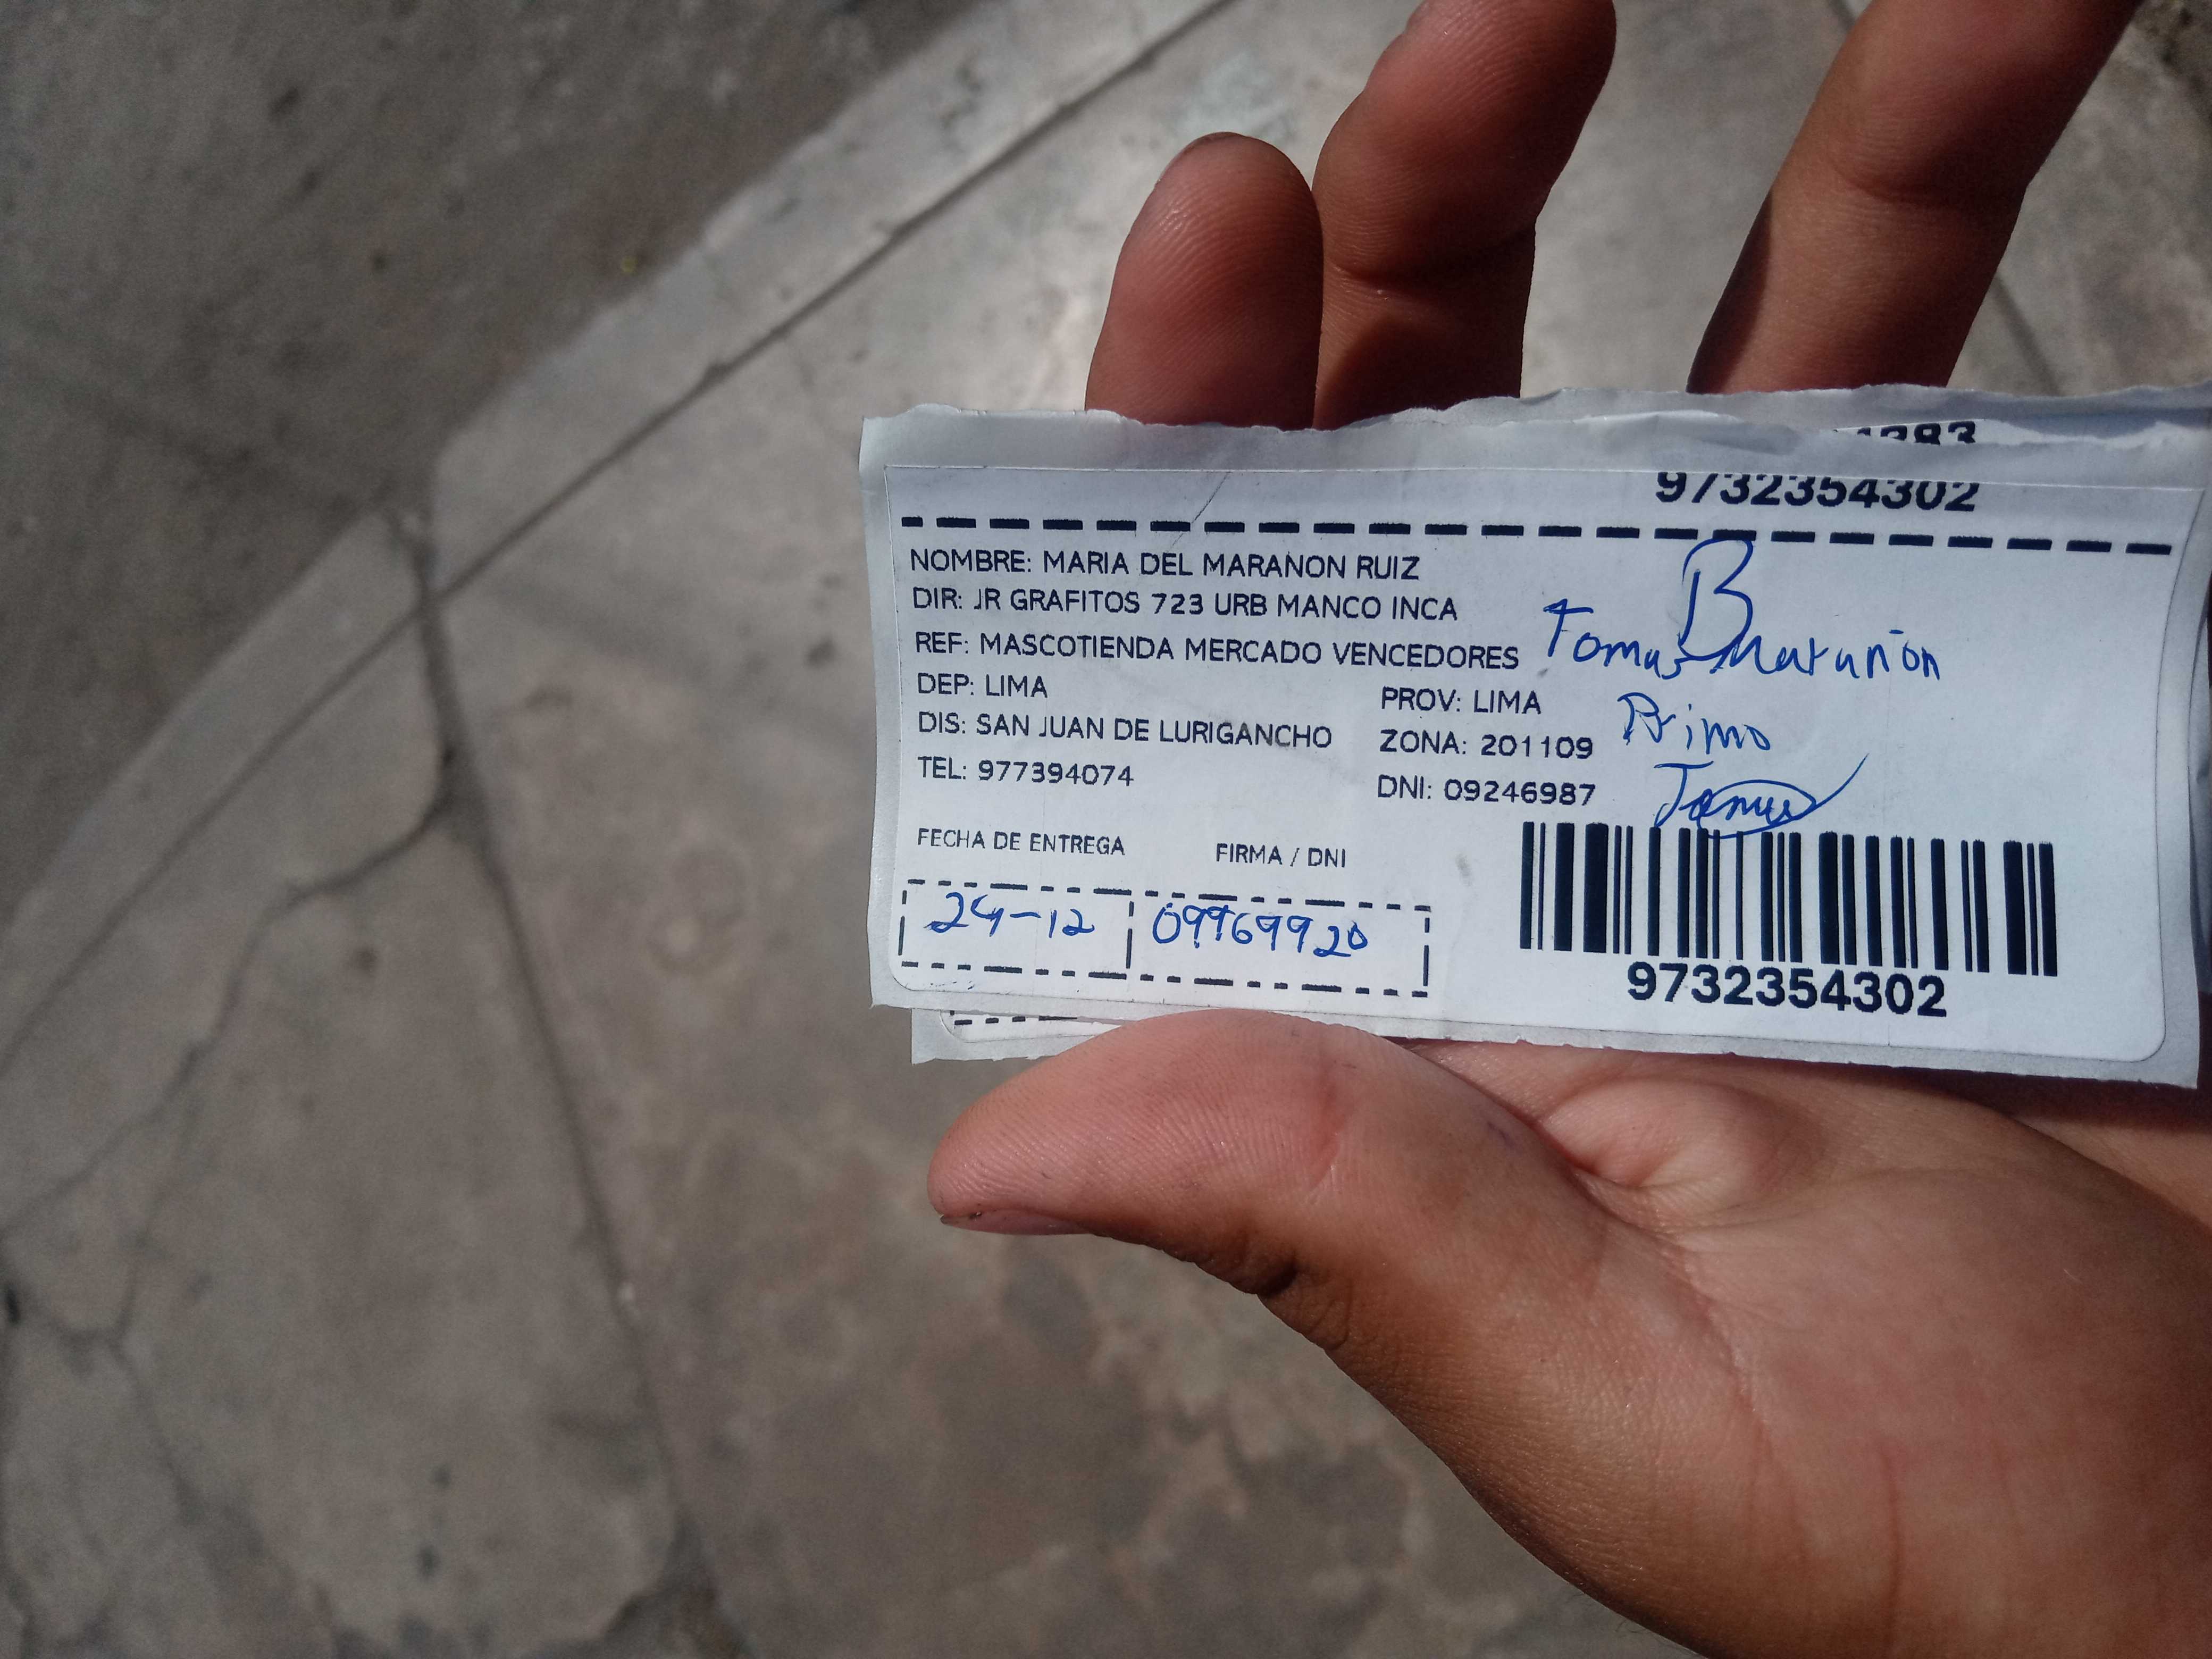 9732354302
NOMBRE: MARIA DEL MARANON RUIZ
DIR: JR GRAFITOS 723 URB MANCO INCA
REF: MASCOTIENDA MERCADO VENCEDORES
B
Tomas Marañon
DEP: LIMA
PROV: LIMA
Primo
DIS: SAN JUAN DE LURIGANCHO
ZONA: 201109
TEL: 977394074
DNI: 09246987
FECHA DE ENTREGA
FIRMA / DNI
24-12
09969920
9732354302